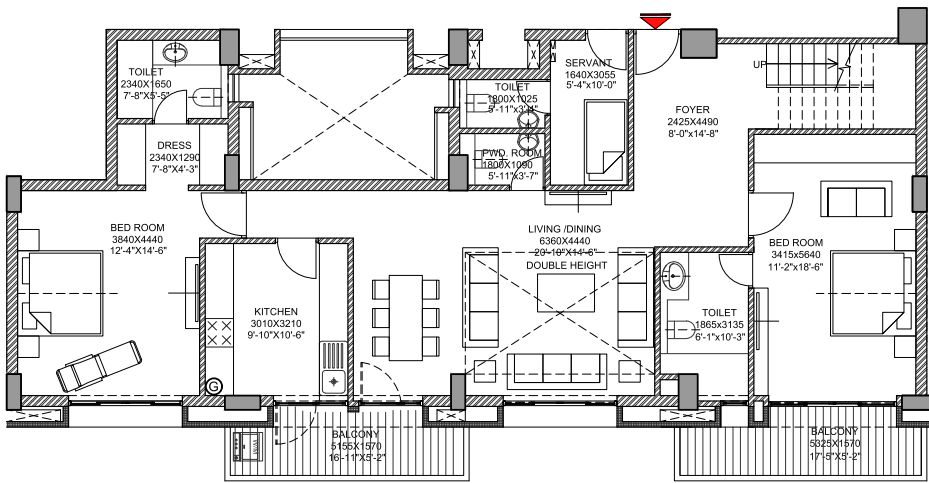 TOILET
2340X1650
7'-8"X5'-5"
DRESS
2340X1290
7'-8"X4'-3"
BED ROOM
3840X4440
12'-4"X14'-6"
KITCHEN
3010X3210
9'-10"X10'-6"
G
TOILET
1800X1025
5'-11"x3'-4"
PWD. ROOM
1800X1090
5'-11"x3'-7"
SERVANT
1640X3055
5'-4"x10'-0"
FOYER
2425X4490
8'-0"x14'-8"
UP
LIVING /DINING
6360X4440
20'-10"X14'-6"
DOUBLE HEIGHT
TOILET
1865x3135
6'-1"x10'-3"
BED ROOM
3415x5640
11'-2"x18'-6"
BALCONY
5155X1570
16'-11"X5'-2"
BALCONY
5325X1570
17'-5"X5'-2"